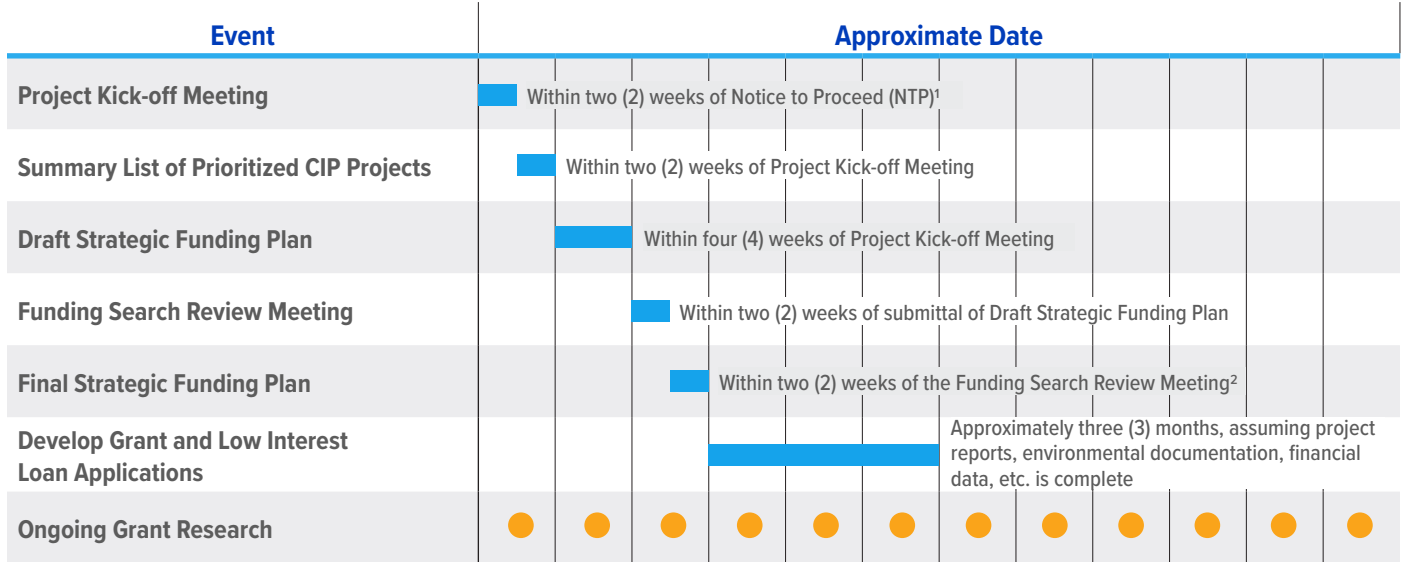 Event
Approximate Date
Project Kick-off Meeting
Within two (2) weeks of Notice to Proceed (NTP)¹
Summary List of Prioritized CIP Projects
Within two (2) weeks of Project Kick-off Meeting
Draft Strategic Funding Plan
Within four (4) weeks of Project Kick-off Meeting
Funding Search Review Meeting
Within two (2) weeks of submittal of Draft Strategic Funding Plan
Final Strategic Funding Plan
Within two (2) weeks of the Funding Search Review Meeting²
Develop Grant and Low Interest
Loan Applications
Approximately three (3) months, assuming project
reports, environmental documentation, financial
data, etc. is complete
Ongoing Grant Research